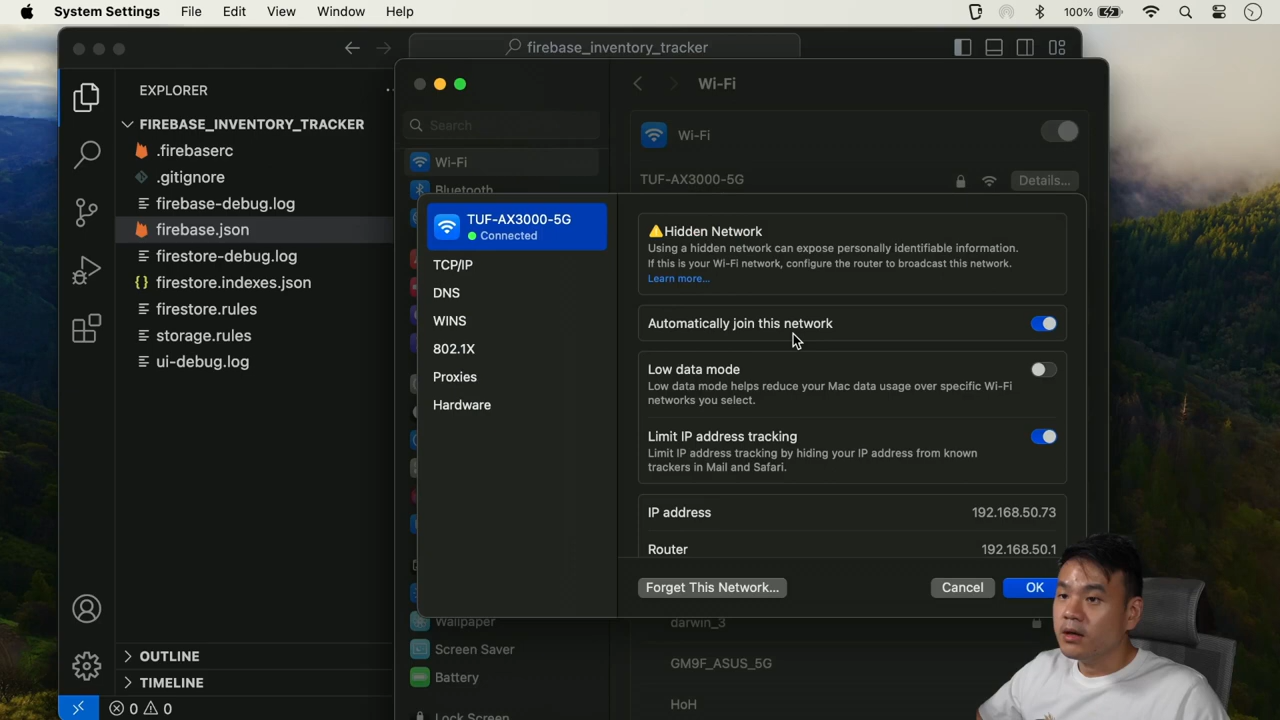 System Settings File Edit View Window Help
100%
firebase_inventory_tracker
EXPLORER
FIREBASE_INVENTORY_TRACKER
.firebaserc
.gitignore
firebase-debug.log
firebase.json
firestore-debug.log
{} firestore.indexes.json
firestore.rules
storage.rules
ui-debug.log
OUTLINE
TIMELINE
0 0
Search
Wi-Fi
Bluetooth
Wallpaper
Screen Saver
Battery
Lock Screen
Wi-Fi
Wi-Fi
TUF-AX3000-5G
Details...
TUF-AX3000-5G
Connected
TCP/IP
DNS
WINS
802.1X
Proxies
Hardware
Hidden Network
Using a hidden network can expose personally identifiable information.
If this is your Wi-Fi network, configure the router to broadcast this network.
Learn more...
Automatically join this network
Low data mode
Low data mode helps reduce your Mac data usage over specific Wi-Fi
networks you select.
Limit IP address tracking
Limit IP address tracking by hiding your IP address from known
trackers in Mail and Safari.
IP address 192.168.50.73
Router 192.168.50.1
Forget This Network...
Cancel
OK
darwin_3
GM9F_ASUS_5G
HoH